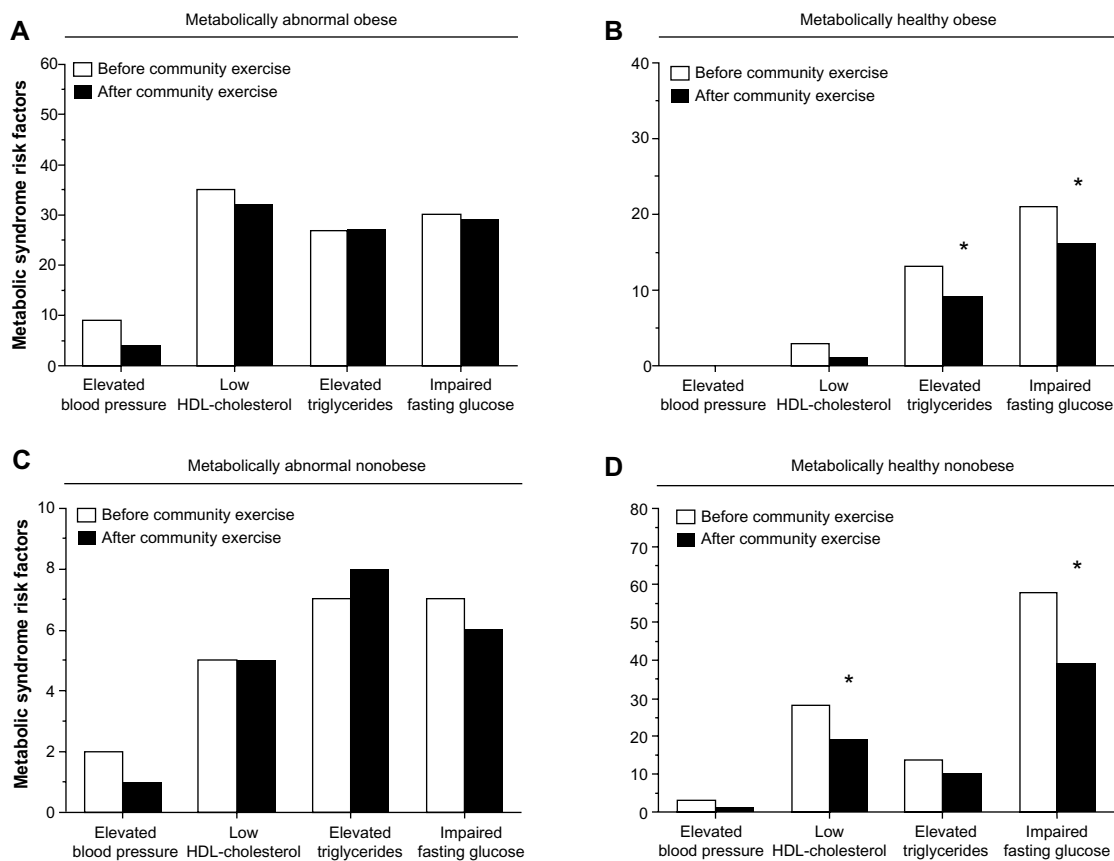 A
Metabolically abnormal obese
Metabolic syndrome risk factors
60
50
40
30
20
10
0
Before community exercise
After community exercise
Elevated
blood pressure
Low
HDL-cholesterol
Elevated
triglycerides
Impaired
fasting glucose
B
Metabolically healthy obese
40
30
20
10
0
Before community exercise
After community exercise
*
*
Elevated
blood pressure
Low
HDL-cholesterol
Elevated
triglycerides
Impaired
fasting glucose
C
Metabolically abnormal nonobese
Metabolic syndrome risk factors
10
8
6
4
2
0
Before community exercise
After community exercise
Elevated
blood pressure
Low
HDL-cholesterol
Elevated
triglycerides
Impaired
fasting glucose
D
Metabolically healthy nonobese
80
70
60
50
40
30
20
10
0
Before community exercise
After community exercise
*
*
Elevated
blood pressure
Low
HDL-cholesterol
Elevated
triglycerides
Impaired
fasting glucose